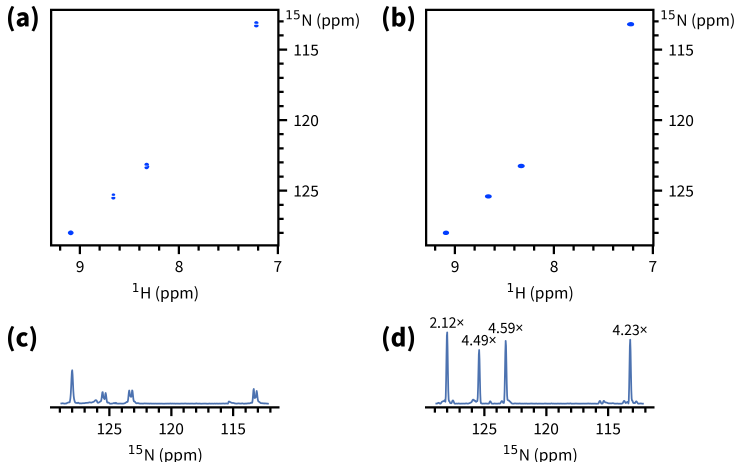 (a)
¹⁵N (ppm)
115
120
125
9 8 7
¹H (ppm)
(b)
¹⁵N (ppm)
115
120
125
9 8 7
¹H (ppm)
(c)
125 120 115
¹⁵N (ppm)
(d)
2.12×
4.49×
4.59×
4.23×
125 120 115
¹⁵N (ppm)